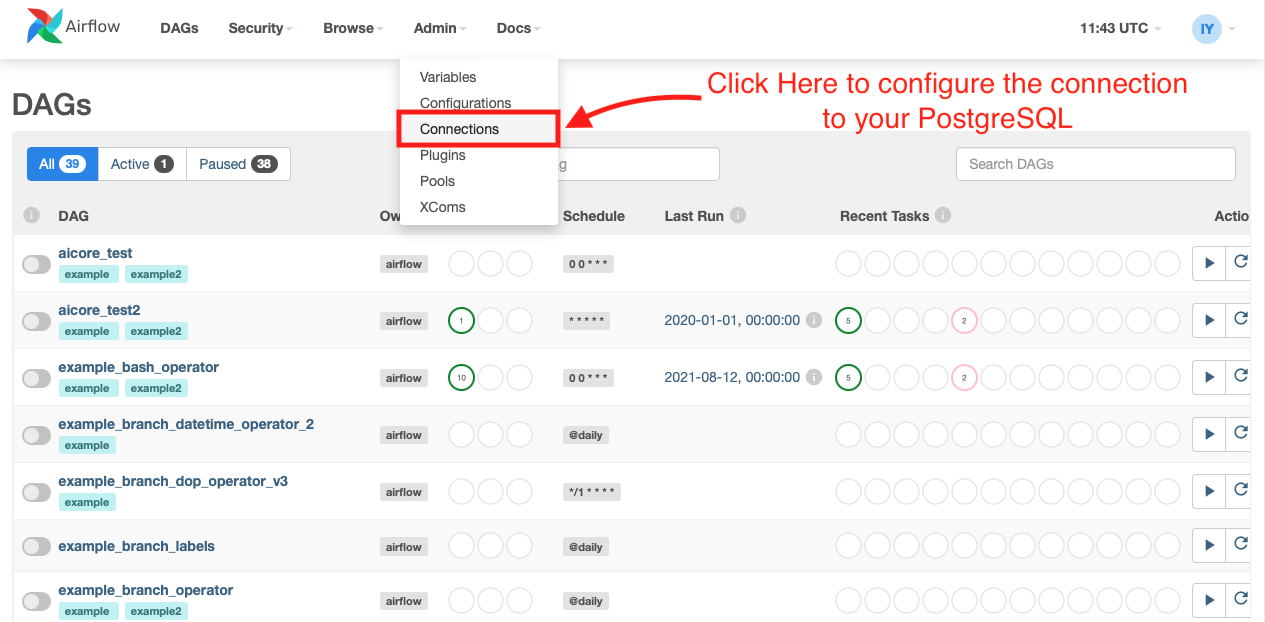 Airflow
DAGs Security Browse Admin Docs 11:43 UTC IY
Variables
Configurations
Connections
Plugins
Pools
XComs
Click Here to configure the connection
to your PostgreSQL
DAGs
All 39 Active 1 Paused 38 Search DAGs
DAG Schedule Last Run Recent Tasks
aicore_test airflow 0 0 * * *
example example2
aicore_test2 airflow 1 * * * * * 2020-01-01, 00:00:00 5 2
example example2
example_bash_operator airflow 10 0 0 * * * 2021-08-12, 00:00:00 5 2
example example2
example_branch_datetime_operator_2 airflow @daily
example
example_branch_dop_operator_v3 airflow */1 * * * *
example
example_branch_labels airflow @daily
example_branch_operator airflow @daily
example example2